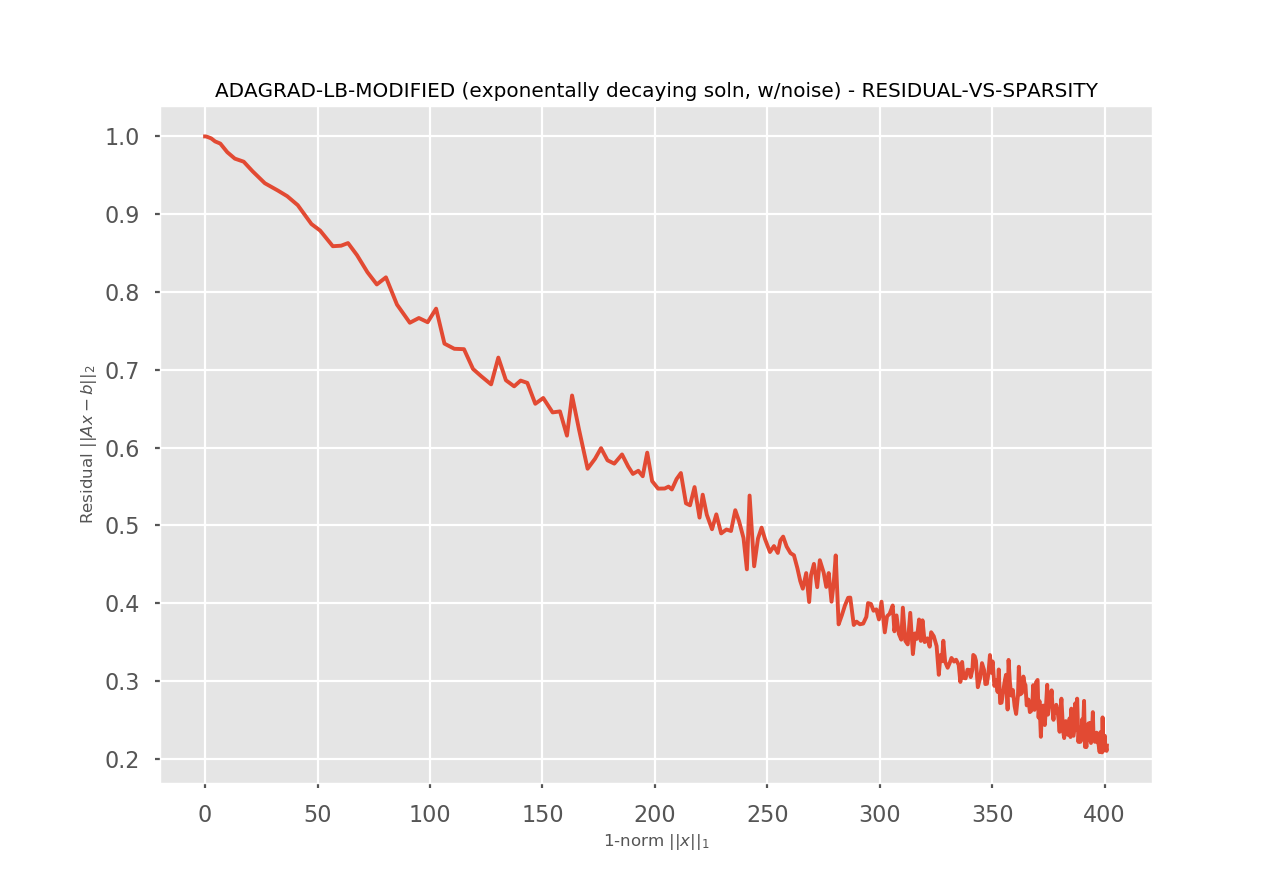 ADAGRAD-LB-MODIFIED (exponentially decaying soln, w/noise) - RESIDUAL-VS-SPARSITY
Residual ||Ax − b||₂
1.0
0.9
0.8
0.7
0.6
0.5
0.4
0.3
0.2
0 50 100 150 200 250 300 350 400
1-norm ||x||₁